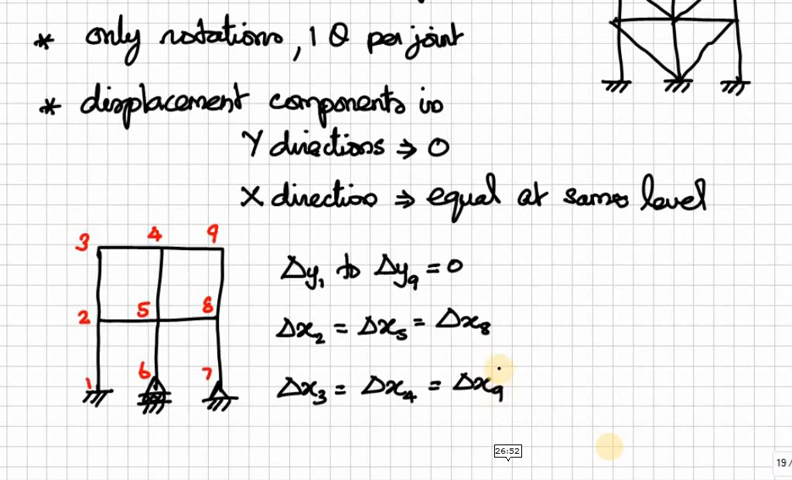 * only rotations, 1 θ per joint
* displacement components in
Y directions ⇒ 0
X direction ⇒ equal at same level
3 4 9
2 5 8
1 6 7
Δy₁ to Δy₉ = 0
Δx₂ = Δx₅ = Δx₈
Δx₃ = Δx₄ = Δx₉
26:52
19/